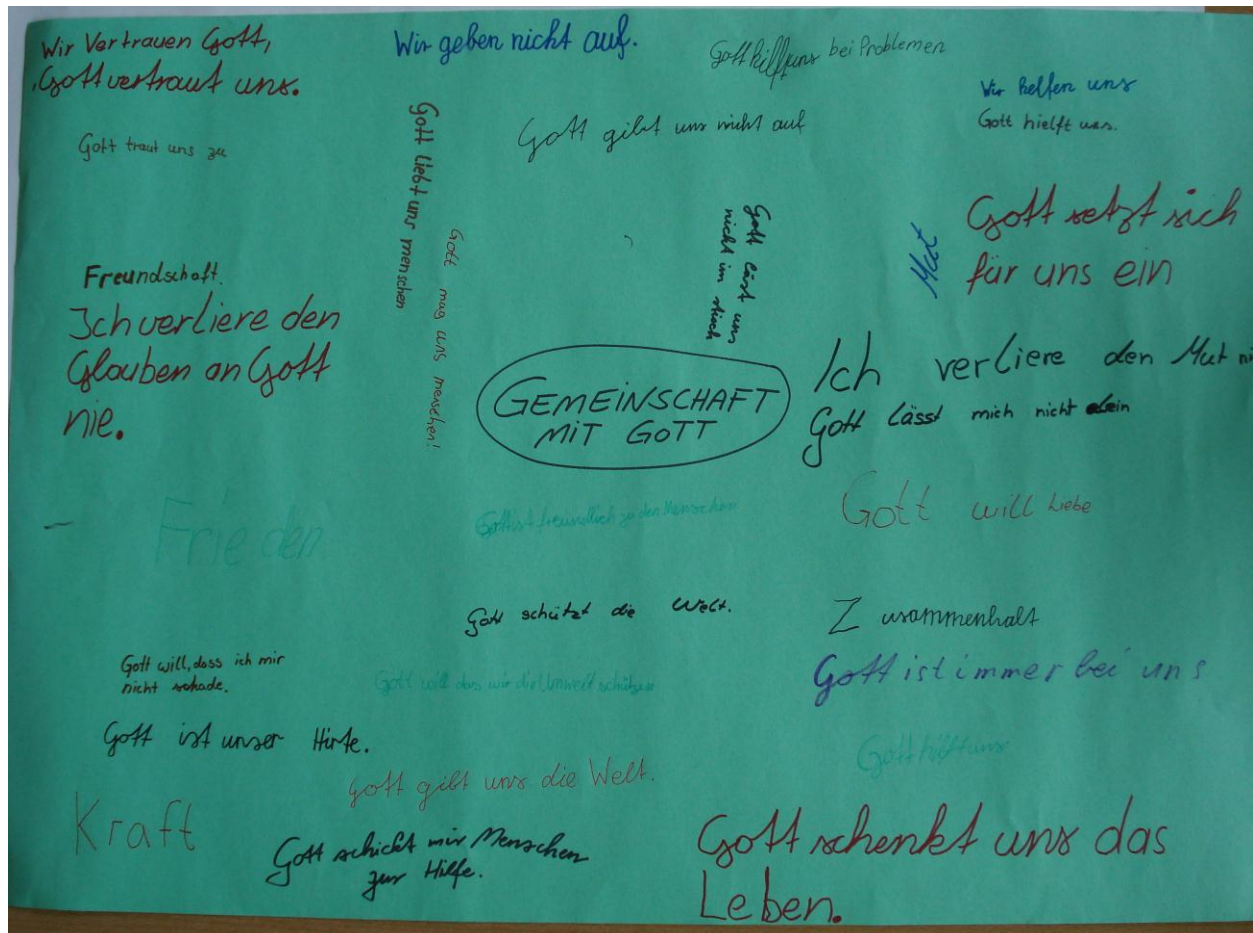 Wir Vertrauen Gott,
Gott vertraut uns.
Wir geben nicht auf.
Gott hilft uns bei Problemen
Wir helfen uns
Gott hielft uns.
Gott traut uns zu
Gott liebt uns menschen
Gott gibt uns nicht auf
Gott mag uns menschen!
Gott lässt uns
nicht im stich
Mut
Gott setzt sich
für uns ein
Freundschaft.
Ich verliere den
Glauben an Gott
nie.
GEMEINSCHAFT
MIT GOTT
Ich verliere den Mut ni
Gott lässt mich nicht alein
Frieden
Gott ist freundlich zu den Menschen
Gott will Liebe
Gott schützt die Welt.
Zusammenhalt
Gott will, dass ich mir
nicht schade.
Gott will das wir die Umwelt schützen
Gott ist immer bei uns
Gott ist unser Hirte.
Gott hilft uns
Gott gibt uns die Welt.
Kraft
Gott schickt mir Menschen
zur Hilfe.
Gott schenkt uns das
Leben.